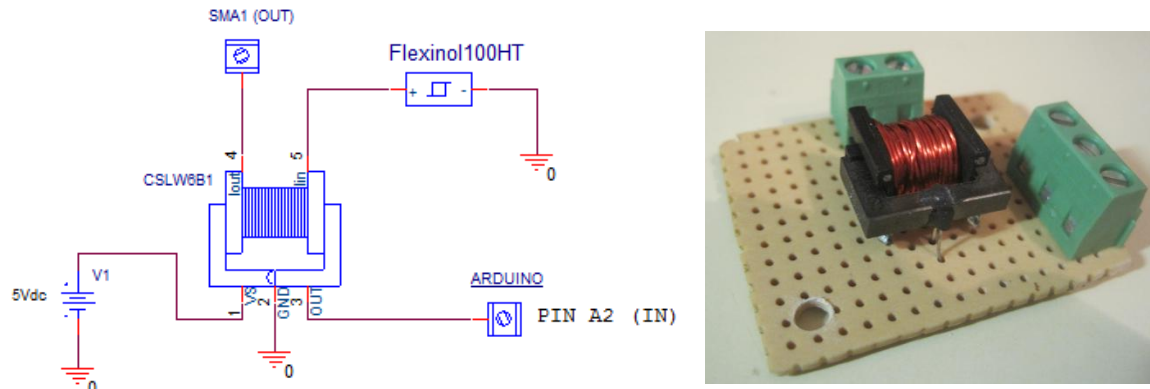 SMA1 (OUT)
Flexinol100HT
+ -
0
4
5
Iout
Iin
CSLW6B1
V1
5Vdc
0
1
VS
2
GND
3
OUT
0
ARDUINO
PIN A2 (IN)